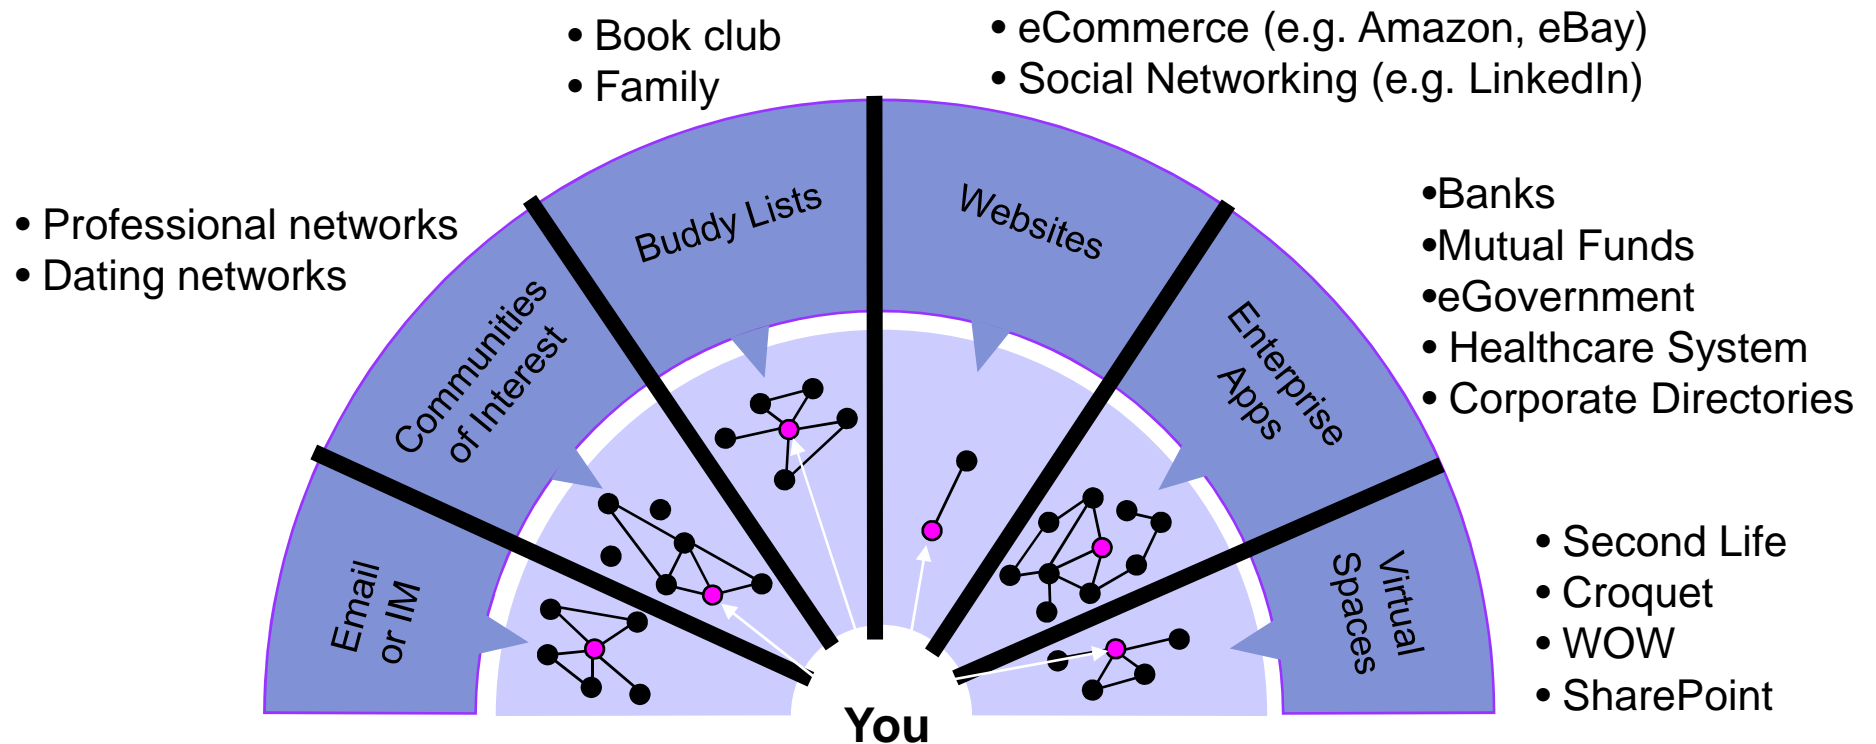 • Book club
• Family
• eCommerce (e.g. Amazon, eBay)
• Social Networking (e.g. LinkedIn)
• Professional networks
• Dating networks
•Banks
•Mutual Funds
•eGovernment
• Healthcare System
• Corporate Directories
• Second Life
• Croquet
• WOW
• SharePoint
Email
or IM
Communities
of Interest
Buddy Lists
Websites
Enterprise
Apps
Virtual
Spaces
You